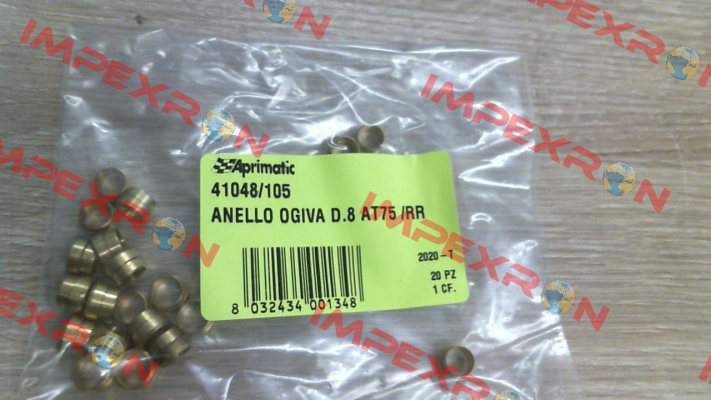 Aprimatic
41048/105
ANELLO OGIVA D.8 AT75 /RR
2020-T
20 PZ
1 CF.
8 032434 001348
IMPEXRON
IMPEXRON
IMPEXRON
IMPEXRON
IMPEXRON
IMPEXRON